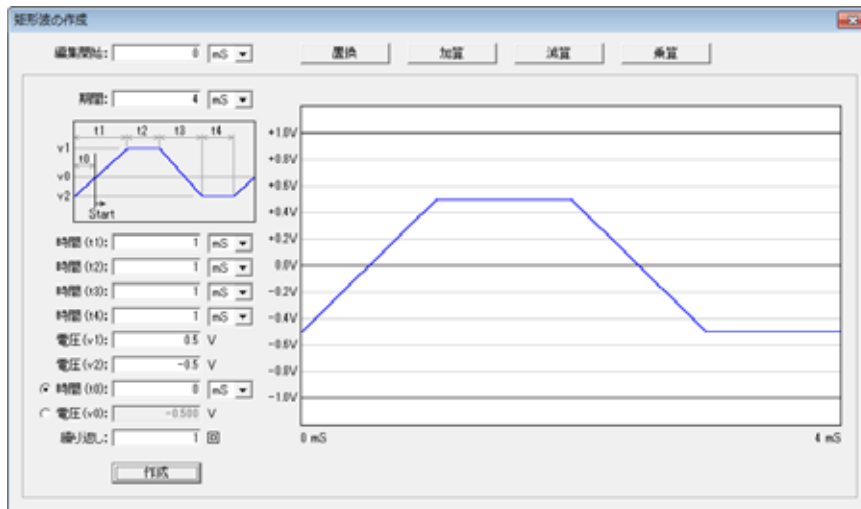 矩形波の作成
編集開始: 0 mS 置換 加算 減算 乗算
期間: 4 mS
t1 t2 t3 t4
v1
t0
v0
v2
Start
+1.0V
+0.8V
+0.6V
+0.4V
+0.2V
0.0V
-0.2V
-0.4V
-0.6V
-0.8V
-1.0V
時間(t1): 1 mS
時間(t2): 1 mS
時間(t3): 1 mS
時間(t4): 1 mS
電圧(v1): 0.5 V
電圧(v2): -0.5 V
時間(t0): 0 mS
電圧(v0): -0.500 V
繰り返し: 1 回
0 mS 4 mS
作成